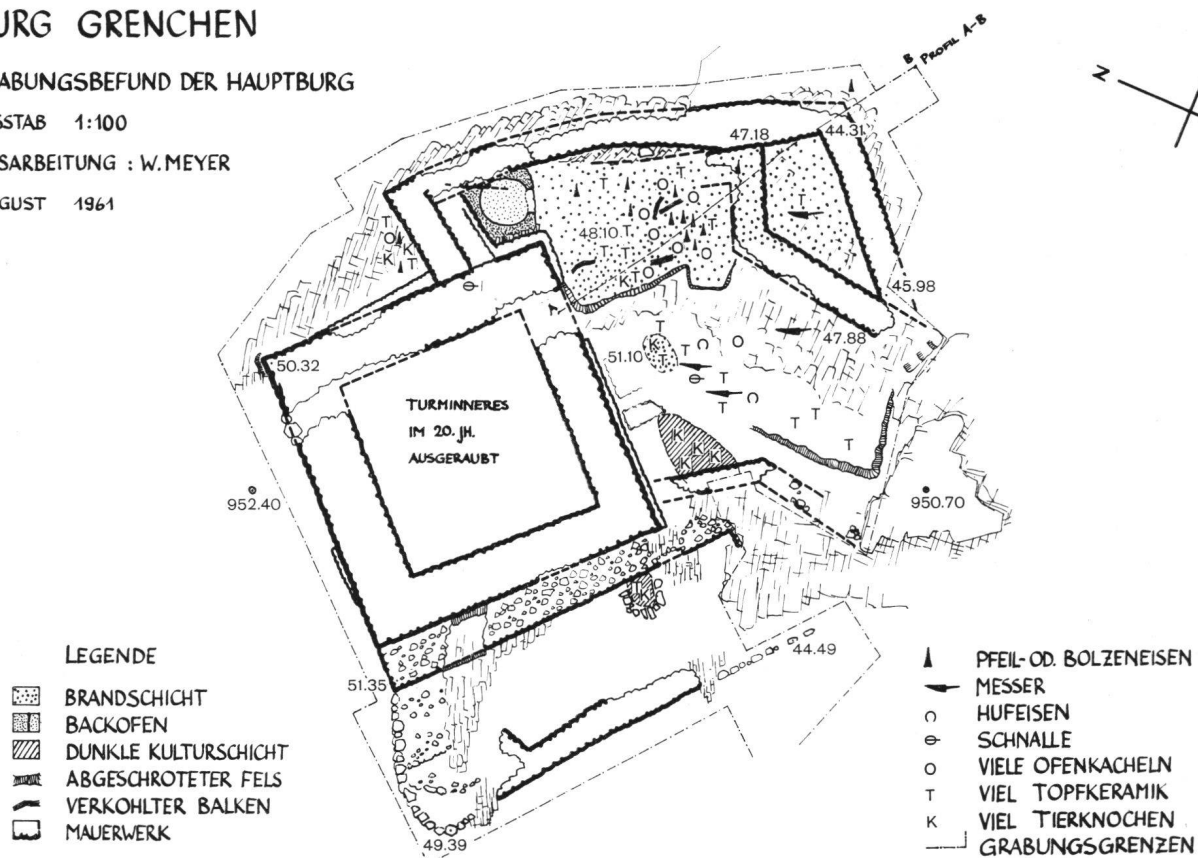 URG GRENCHEN
ABUNGSBEFUND DER HAUPTBURG
SSTAB 1:100
SARBEITUNG : W. MEYER
GUST 1961
B PROFIL A-B
N
47.18
44.31
T
T
O
T
O
T
T
O
T
O
K
K
T
48.10
T
O
T
O
T
T
O
T
K
O
45.98
50.32
51.10
K
T
T
O
T
47.88
T
T
T
T
T
TURMINNERES
IM 20. JH.
AUSGERAUBT
K
K
K
K
K
952.40
950.70
T
K
44.49
51.35
49.39
LEGENDE
BRANDSCHICHT
BACKOFEN
DUNKLE KULTURSCHICHT
ABGESCHROTETER FELS
VERKOHLTER BALKEN
MAUERWERK
PFEIL- OD. BOLZENEISEN
MESSER
HUFEISEN
SCHNALLE
O VIELE OFENKACHELN
T VIEL TOPFKERAMIK
K VIEL TIERKNOCHEN
GRABUNGSGRENZEN